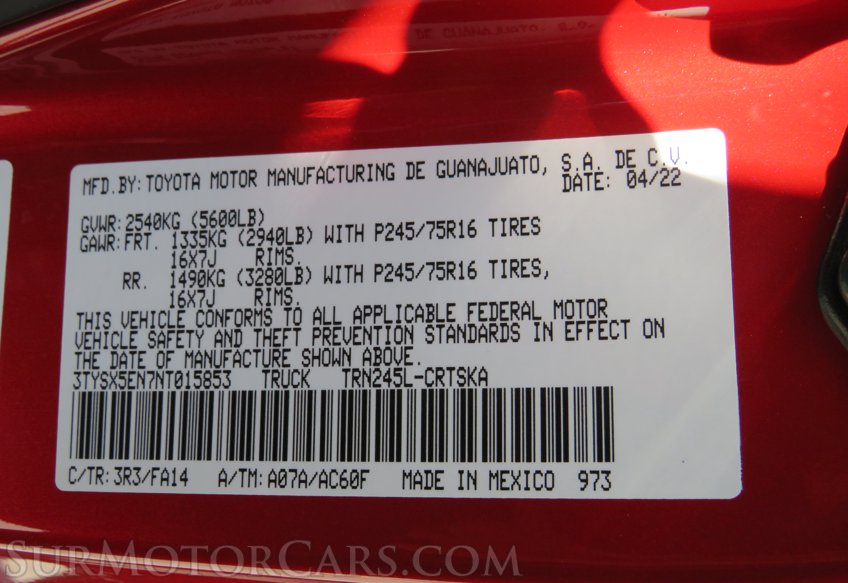 MFD.BY: TOYOTA MOTOR MANUFACTURING DE GUANAJUATO, S.A. DE C.V.
DATE: 04/22
GVWR: 2540KG (5600LB)
GAWR: FRT. 1335KG (2940LB) WITH P245/75R16 TIRES
16X7J RIMS.
RR. 1490KG (3280LB) WITH P245/75R16 TIRES,
16X7J RIMS.
THIS VEHICLE CONFORMS TO ALL APPLICABLE FEDERAL MOTOR
VEHICLE SAFETY AND THEFT PREVENTION STANDARDS IN EFFECT ON
THE DATE OF MANUFACTURE SHOWN ABOVE.
3TYSX5EN7NT015853 TRUCK TRN245L-CRTSKA
C/TR: 3R3/FA14 A/TM: A07A/AC60F MADE IN MEXICO 973
SURMOTORCARS.COM